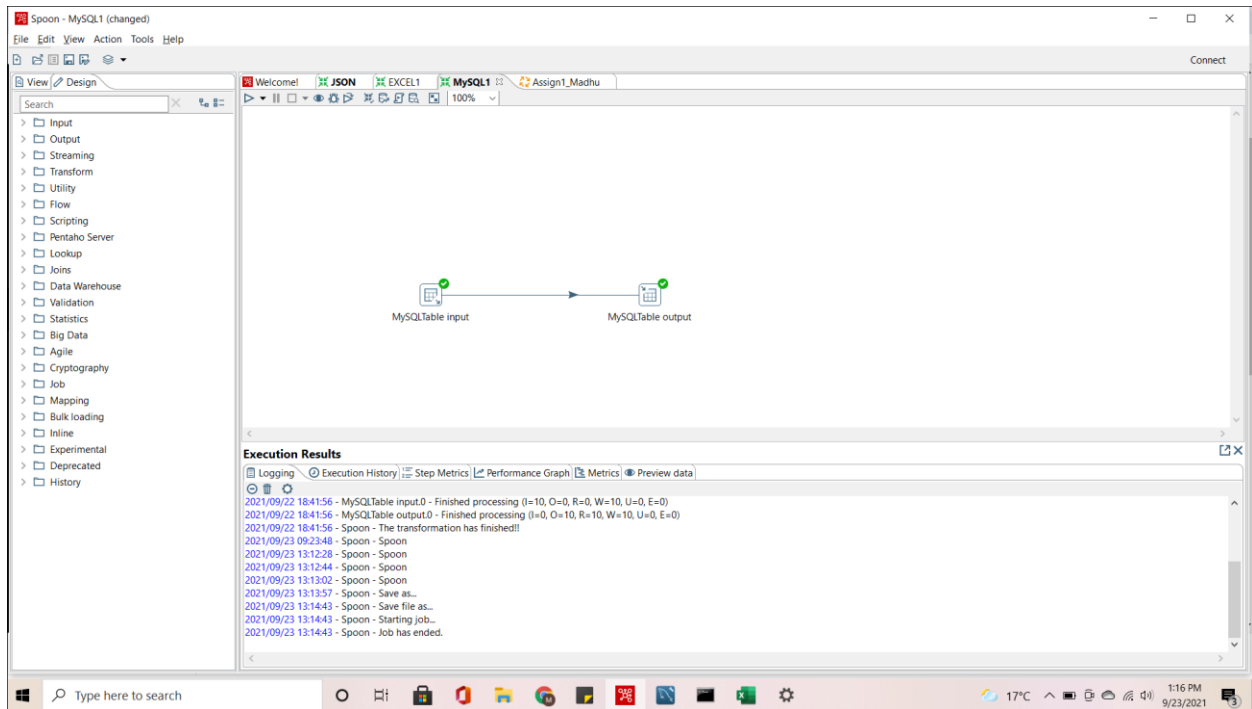 Spoon - MySQL1 (changed)
File Edit View Action Tools Help
Connect
View Design
Search
Input
Output
Streaming
Transform
Utility
Flow
Scripting
Pentaho Server
Lookup
Joins
Data Warehouse
Validation
Statistics
Big Data
Agile
Cryptography
Job
Mapping
Bulk loading
Inline
Experimental
Deprecated
History
Welcome! JSON EXCEL1 MySQL1 Assign1_Madhu
100%
MySQLTable input MySQLTable output
Execution Results
Logging Execution History Step Metrics Performance Graph Metrics Preview data
2021/09/22 18:41:56 - MySQLTable input.0 - Finished processing (I=10, O=0, R=0, W=10, U=0, E=0)
2021/09/22 18:41:56 - MySQLTable output.0 - Finished processing (I=0, O=10, R=10, W=10, U=0, E=0)
2021/09/22 18:41:56 - Spoon - The transformation has finished!!
2021/09/23 09:23:48 - Spoon - Spoon
2021/09/23 13:12:28 - Spoon - Spoon
2021/09/23 13:12:44 - Spoon - Spoon
2021/09/23 13:13:02 - Spoon - Spoon
2021/09/23 13:13:57 - Spoon - Save as...
2021/09/23 13:14:43 - Spoon - Save file as...
2021/09/23 13:14:43 - Spoon - Starting job...
2021/09/23 13:14:43 - Spoon - Job has ended.
Type here to search
17°C
1:16 PM
9/23/2021
3